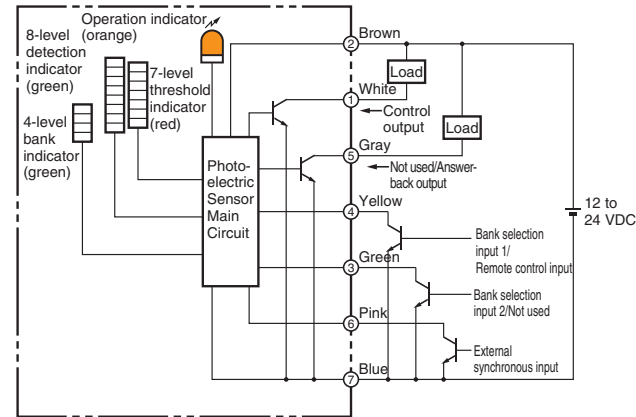 Operation indicator
(orange)
8-level
detection
indicator
(green)
7-level
threshold
indicator
(red)
4-level
bank
indicator
(green)
Photo-
electric
Sensor
Main
Circuit
2
Brown
Load
1
White
Control
output
Load
5
Gray
Not used/Answer-
back output
4
Yellow
12 to
24 VDC
Bank selection
input 1/
Remote control input
3
Green
Bank selection
input 2/Not used
6
Pink
External
synchronous input
7
Blue